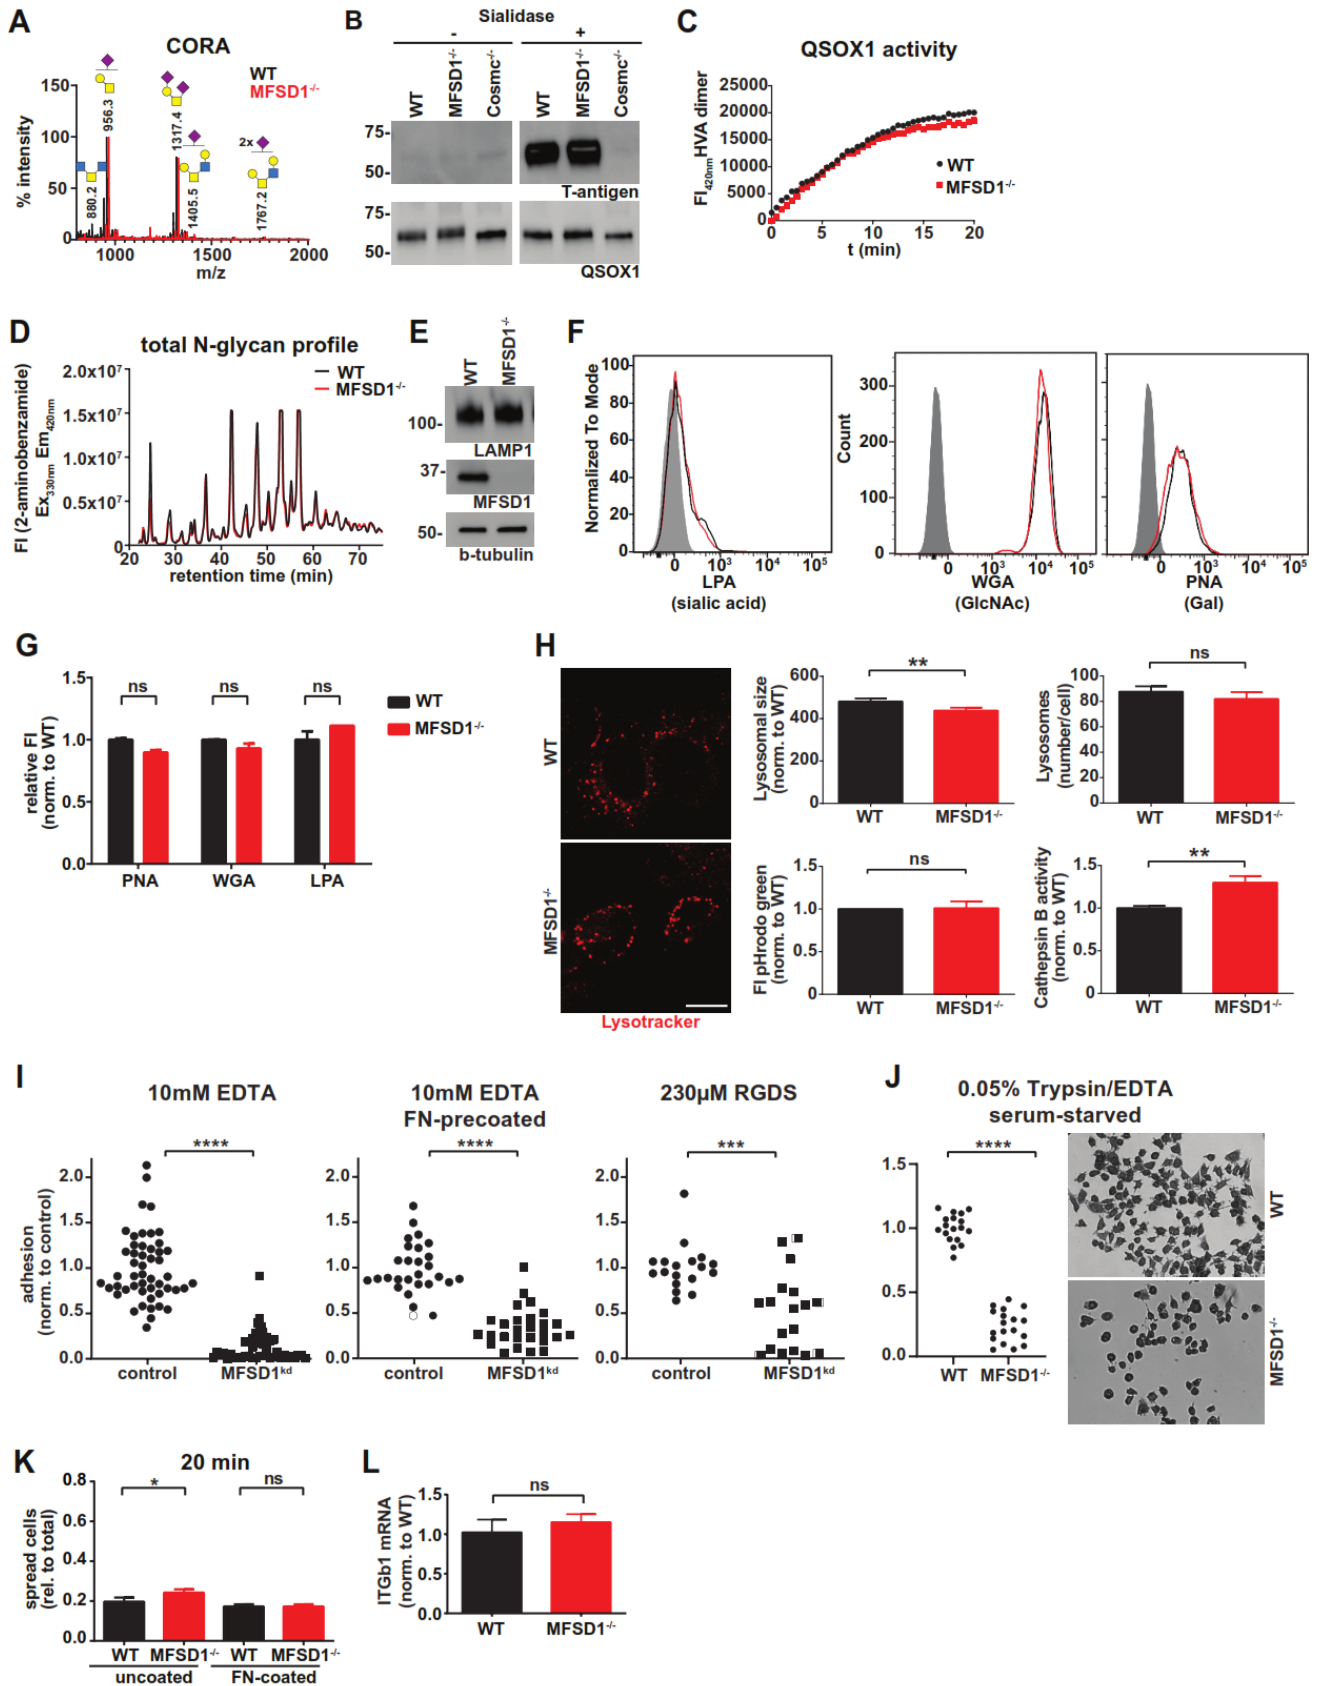 A
CORA
WT
MFSD1-/-
% intensity
150
100
50
0
880.2
956.3
1317.4
1405.5
2x
1767.2
1000
1500
2000
m/z
B
Sialidase
-
+
WT
MFSD1-/-
Cosmc-/-
WT
MFSD1-/-
Cosmc-/-
75-
50-
T-antigen
75-
50-
QSOX1
C
QSOX1 activity
FI420nm HVA dimer
25000
20000
15000
10000
5000
0
WT
MFSD1-/-
0
5
10
15
20
t (min)
D
total N-glycan profile
WT
MFSD1-/-
FI (2-aminobenzamide)
Ex330nm Em420nm
2.0x10⁷
1.5x10⁷
1.0x10⁷
0.5x10⁷
0
20
30
40
50
60
70
retention time (min)
E
WT
MFSD1-/-
100-
LAMP1
37-
MFSD1
50-
b-tubulin
F
Normalized To Mode
100
80
60
40
20
0
0
10³
10⁴
10⁵
LPA
(sialic acid)
Count
300
200
100
0
0
10³
10⁴
10⁵
WGA
(GlcNAc)
0
10³
10⁴
10⁵
PNA
(Gal)
G
relative FI
(norm. to WT)
1.5
1.0
0.5
0.0
ns
ns
ns
WT
MFSD1-/-
PNA
WGA
LPA
H
WT
MFSD1-/-
Lysotracker
Lysosomal size
(norm. to WT)
600
400
200
0
**
WT
MFSD1-/-
Lysosomes
(number/cell)
100
80
60
40
20
0
ns
WT
MFSD1-/-
FI pHrodo green
(norm. to WT)
1.0
0.5
0
ns
WT
MFSD1-/-
Cathepsin B activity
(norm. to WT)
1.5
1.0
0.5
0
**
WT
MFSD1-/-
I
10mM EDTA
****
adhesion
(norm. to control)
2.0
1.5
1.0
0.5
0.0
control
MFSD1kd
10mM EDTA
FN-precoated
****
2.0
1.5
1.0
0.5
0.0
control
MFSD1kd
230µM RGDS
***
2.0
1.5
1.0
0.5
0.0
control
MFSD1kd
J
0.05% Trypsin/EDTA
serum-starved
****
1.5
1.0
0.5
0.0
WT
MFSD1-/-
WT
MFSD1-/-
K
20 min
spread cells
(rel. to total)
0.8
0.6
0.4
0.2
0.0
*
ns
WT
MFSD1-/-
WT
MFSD1-/-
uncoated
FN-coated
L
ITGb1 mRNA
(norm. to WT)
1.5
1.0
0.5
0.0
ns
WT
MFSD1-/-